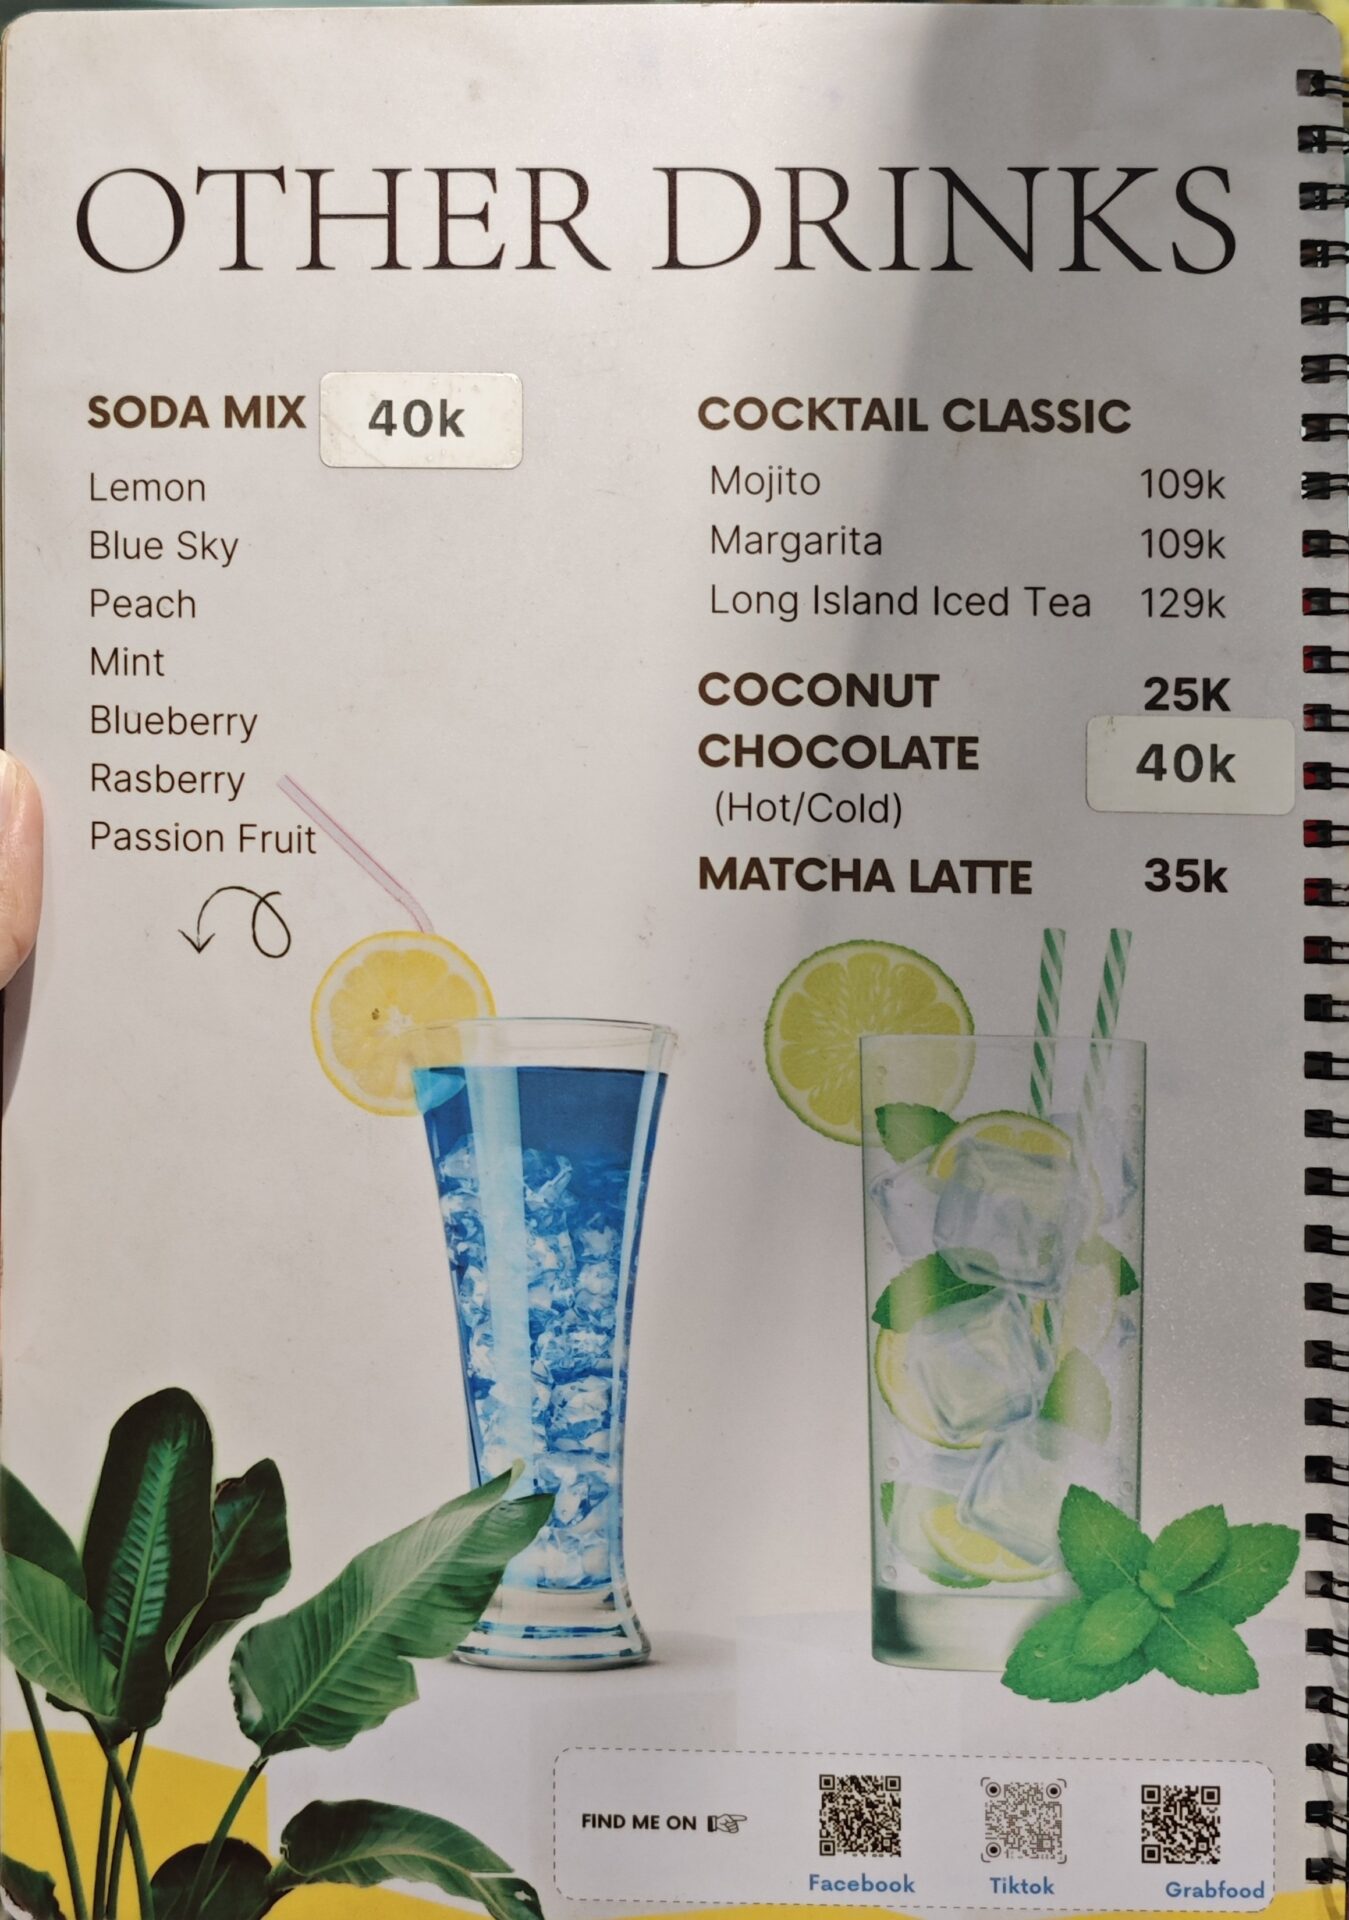 OTHER DRINKS
SODA MIX 40k
Lemon
Blue Sky
Peach
Mint
Blueberry
Rasberry
Passion Fruit
COCKTAIL CLASSIC
Mojito 109k
Margarita 109k
Long Island Iced Tea 129k
COCONUT 25K
CHOCOLATE 40k
(Hot/Cold)
MATCHA LATTE 35k
FIND ME ON
Facebook
Tiktok
Grabfood